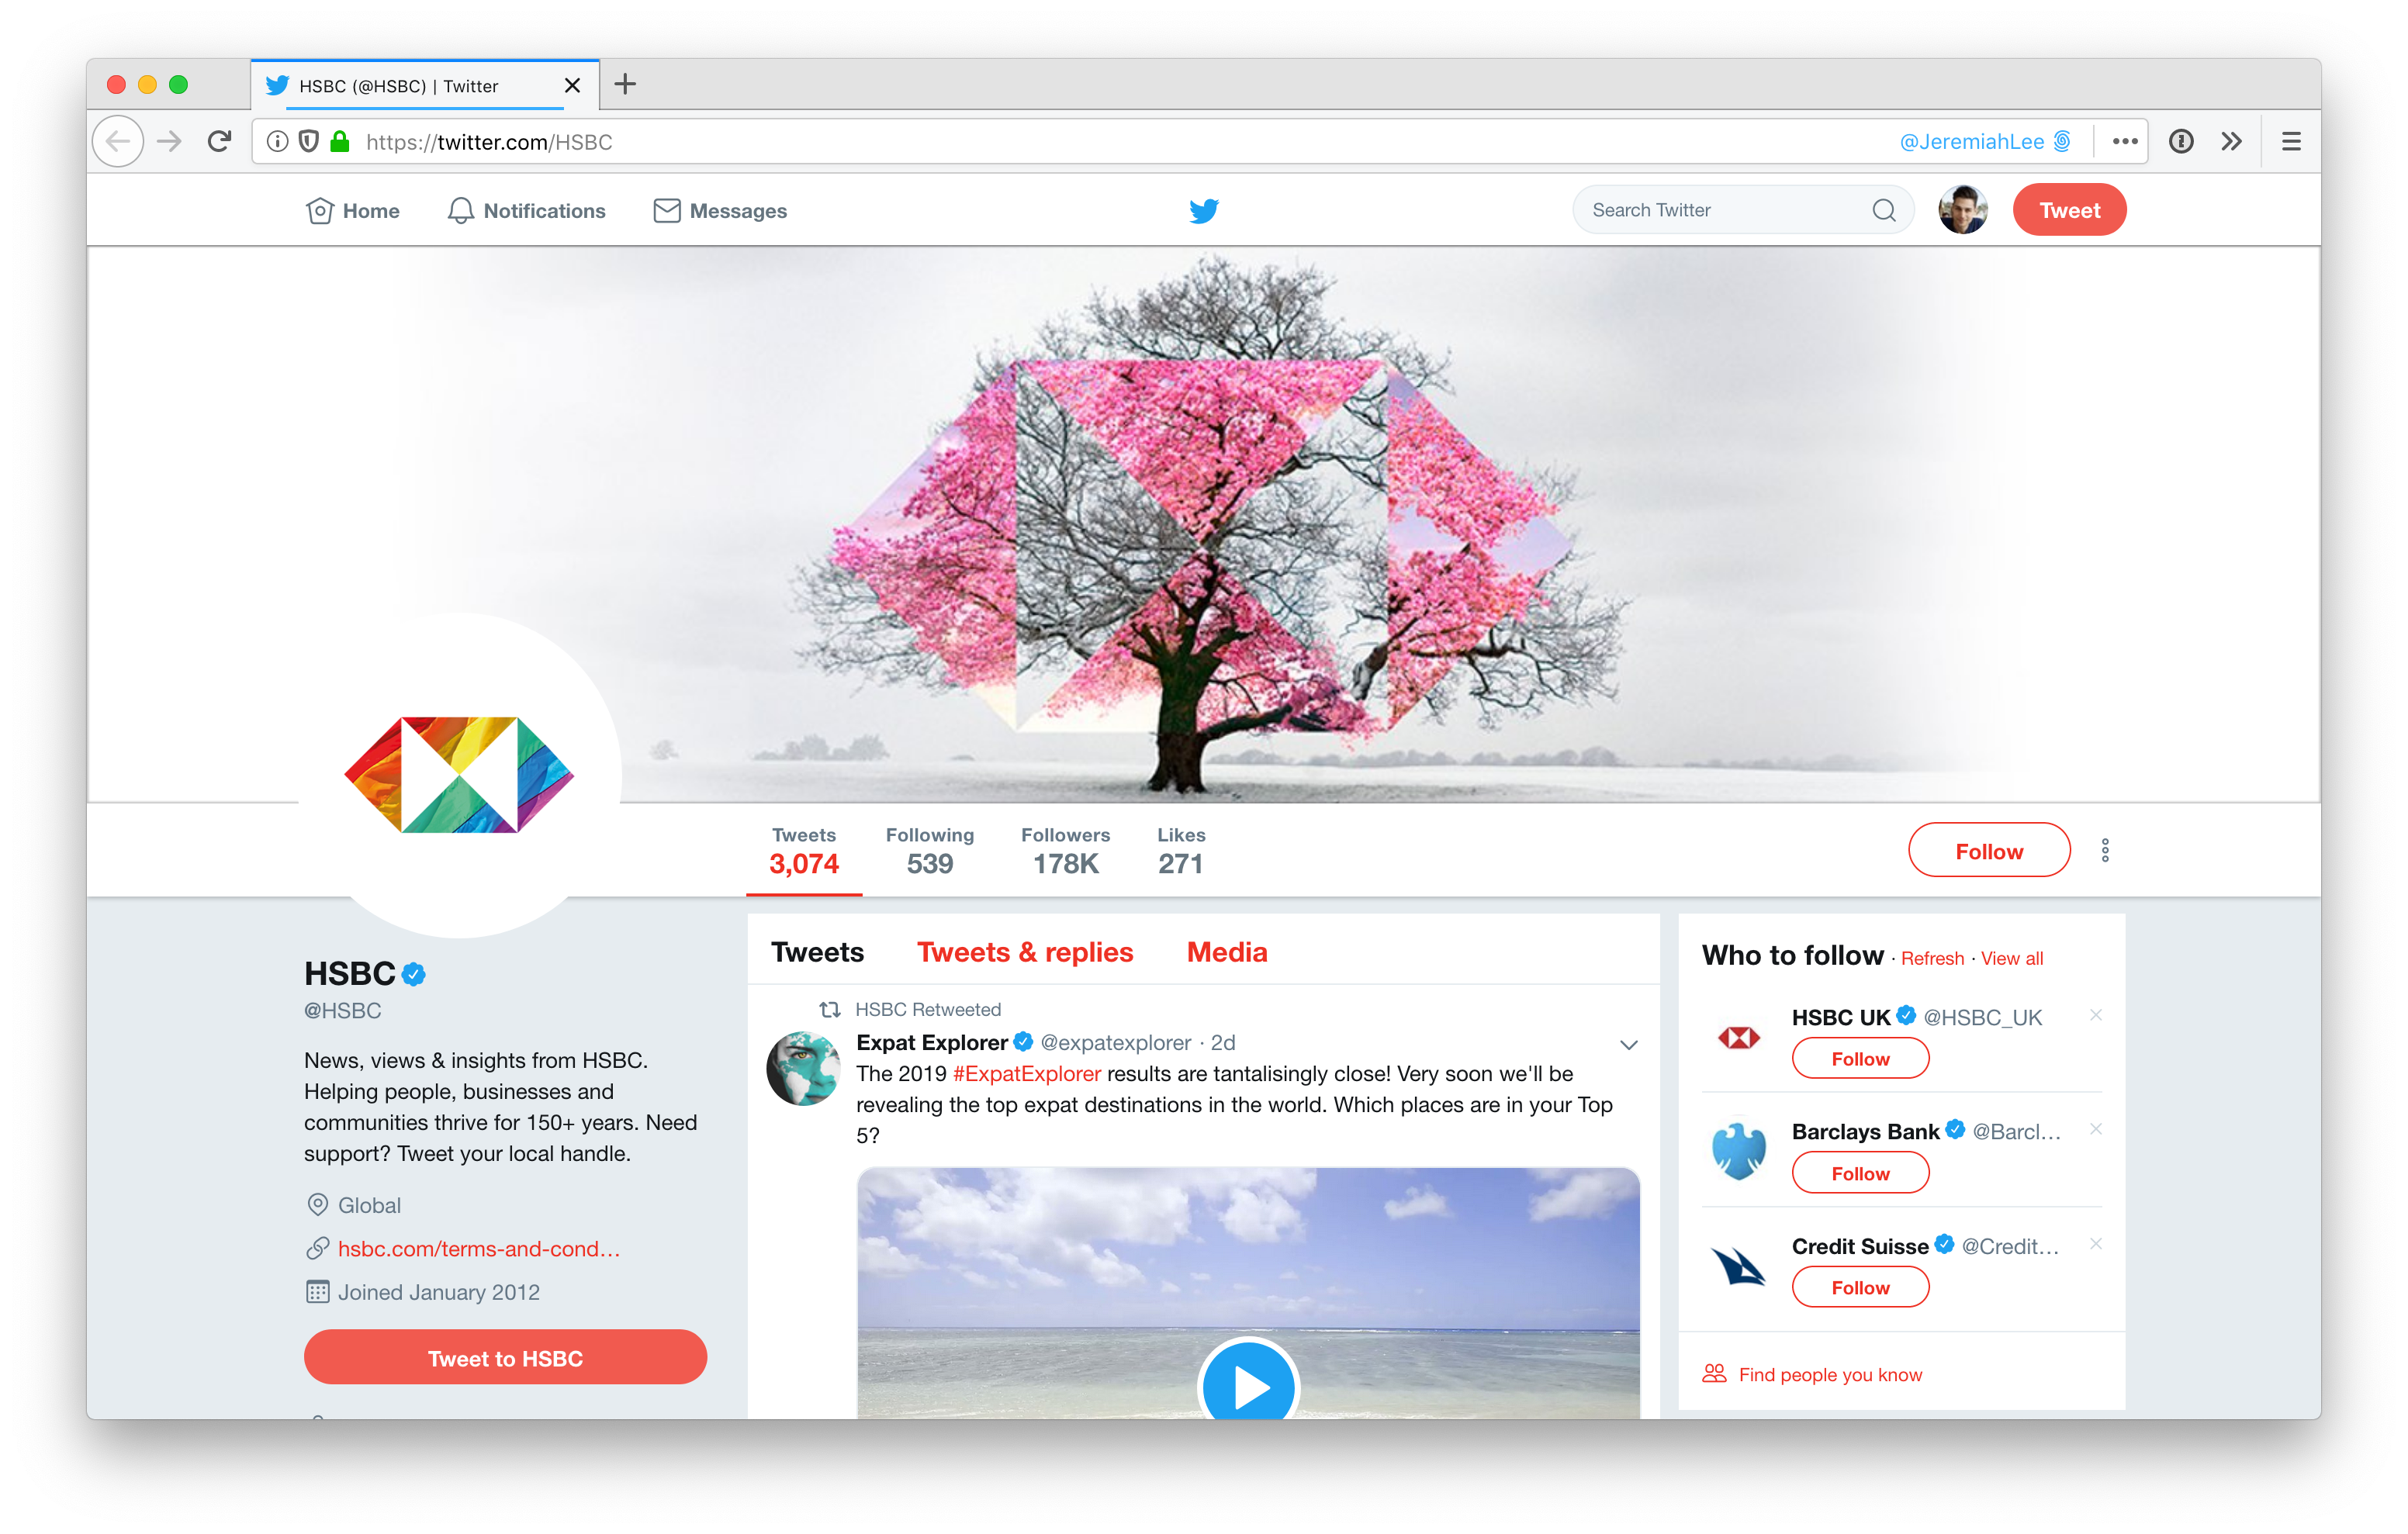 HSBC (@HSBC) | Twitter
https://twitter.com/HSBC
@JeremiahLee
Home
Notifications
Messages
Search Twitter
Tweet
Tweets
3,074
Following
539
Followers
178K
Likes
271
Follow
HSBC
@HSBC
News, views & insights from HSBC.
Helping people, businesses and
communities thrive for 150+ years. Need
support? Tweet your local handle.
Global
hsbc.com/terms-and-cond…
Joined January 2012
Tweet to HSBC
Tweets
Tweets & replies
Media
HSBC Retweeted
Expat Explorer @expatexplorer · 2d
The 2019 #ExpatExplorer results are tantalisingly close! Very soon we'll be
revealing the top expat destinations in the world. Which places are in your Top
5?
Who to follow · Refresh · View all
HSBC UK @HSBC_UK
Follow
Barclays Bank @Barcl…
Follow
Credit Suisse @Credit…
Follow
Find people you know